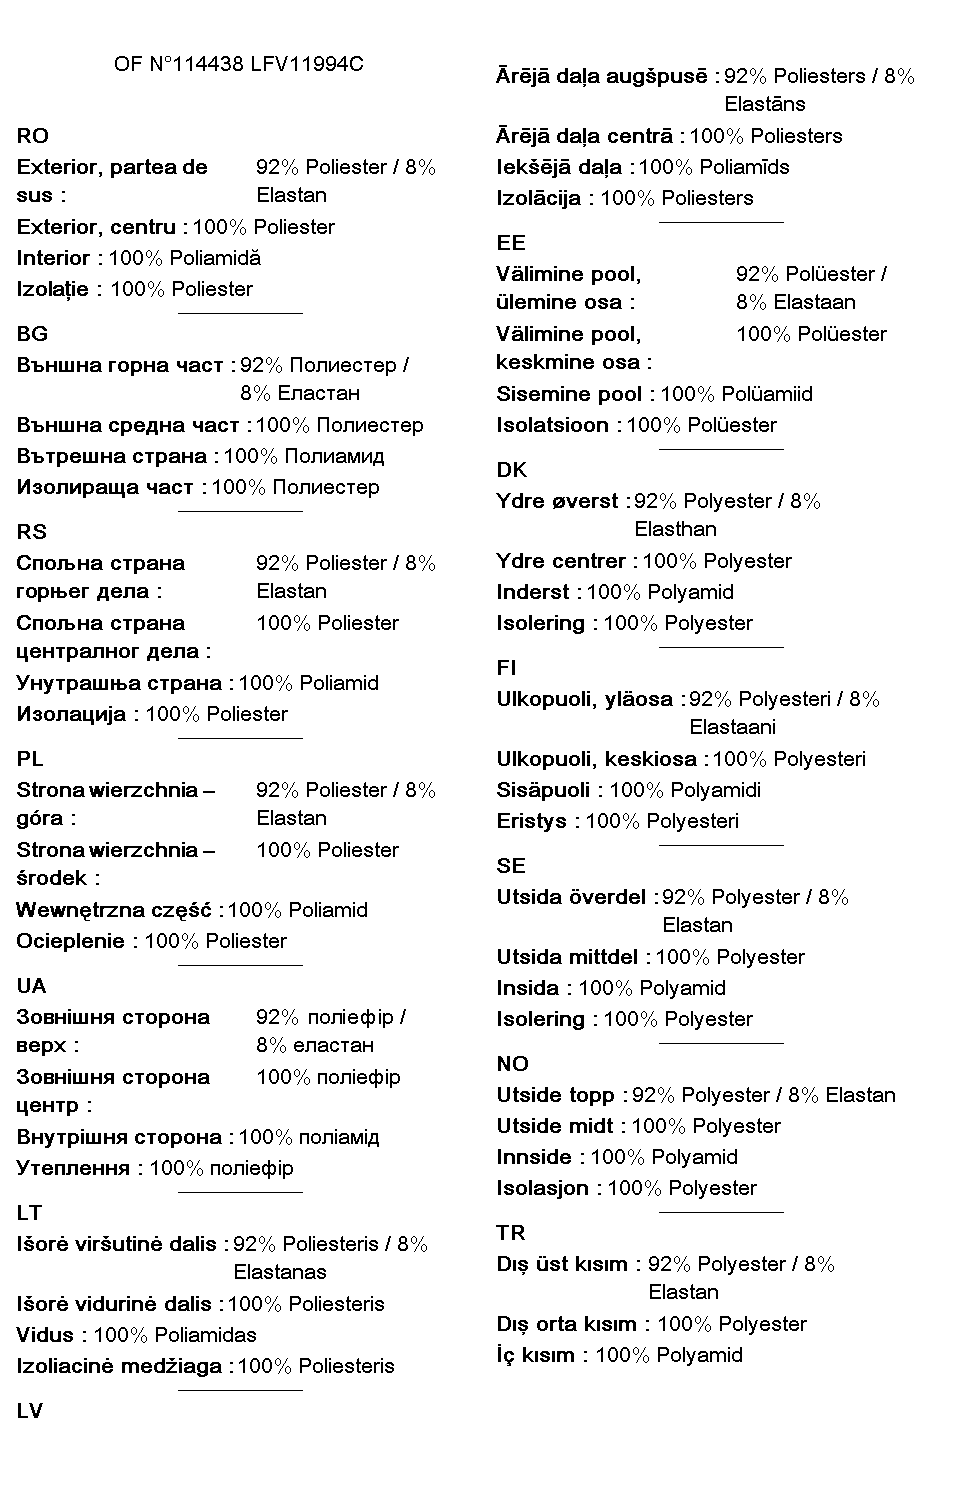 OF N°114438 LFV11994C
RO
Exterior, partea de sus : 92% Poliester / 8% Elastan
Exterior, centru : 100% Poliester
Interior : 100% Poliamidă
Izolaţie : 100% Poliester
BG
Външна горна част : 92% Полиестер /
8% Еластан
Външна средна част : 100% Полиестер
Вътрешна страна : 100% Полиамид
Изолираща част : 100% Полиестер
RS
Спољна страна горњег дела : 92% Poliester / 8% Elastan
Спољна страна централног дела : 100% Poliester
Унутрашња страна : 100% Poliamid
Изолација : 100% Poliester
PL
Strona wierzchnia – góra : 92% Poliester / 8% Elastan
Strona wierzchnia – środek : 100% Poliester
Wewnętrzna część : 100% Poliamid
Ocieplenie : 100% Poliester
UA
Зовнішня сторона верх : 92% поліефір / 8% еластан
Зовнішня сторона центр : 100% поліефір
Внутрішня сторона : 100% поліамід
Утеплення : 100% поліефір
LT
Išorė viršutinė dalis : 92% Poliesteris / 8%
Elastanas
Išorė vidurinė dalis : 100% Poliesteris
Vidus : 100% Poliamidas
Izoliacinė medžiaga : 100% Poliesteris
LV
Ārējā daļa augšpusē : 92% Poliesters / 8%
Elastāns
Ārējā daļa centrā : 100% Poliesters
Iekšējā daļa : 100% Poliamīds
Izolācija : 100% Poliesters
EE
Välimine pool, ülemine osa : 92% Polüester / 8% Elastaan
Välimine pool, keskmine osa : 100% Polüester
Sisemine pool : 100% Polüamiid
Isolatsioon : 100% Polüester
DK
Ydre øverst : 92% Polyester / 8%
Elasthan
Ydre centrer : 100% Polyester
Inderst : 100% Polyamid
Isolering : 100% Polyester
FI
Ulkopuoli, yläosa : 92% Polyesteri / 8%
Elastaani
Ulkopuoli, keskiosa : 100% Polyesteri
Sisäpuoli : 100% Polyamidi
Eristys : 100% Polyesteri
SE
Utsida överdel : 92% Polyester / 8%
Elastan
Utsida mittdel : 100% Polyester
Insida : 100% Polyamid
Isolering : 100% Polyester
NO
Utside topp : 92% Polyester / 8% Elastan
Utside midt : 100% Polyester
Innside : 100% Polyamid
Isolasjon : 100% Polyester
TR
Dış üst kısım : 92% Polyester / 8%
Elastan
Dış orta kısım : 100% Polyester
İç kısım : 100% Polyamid